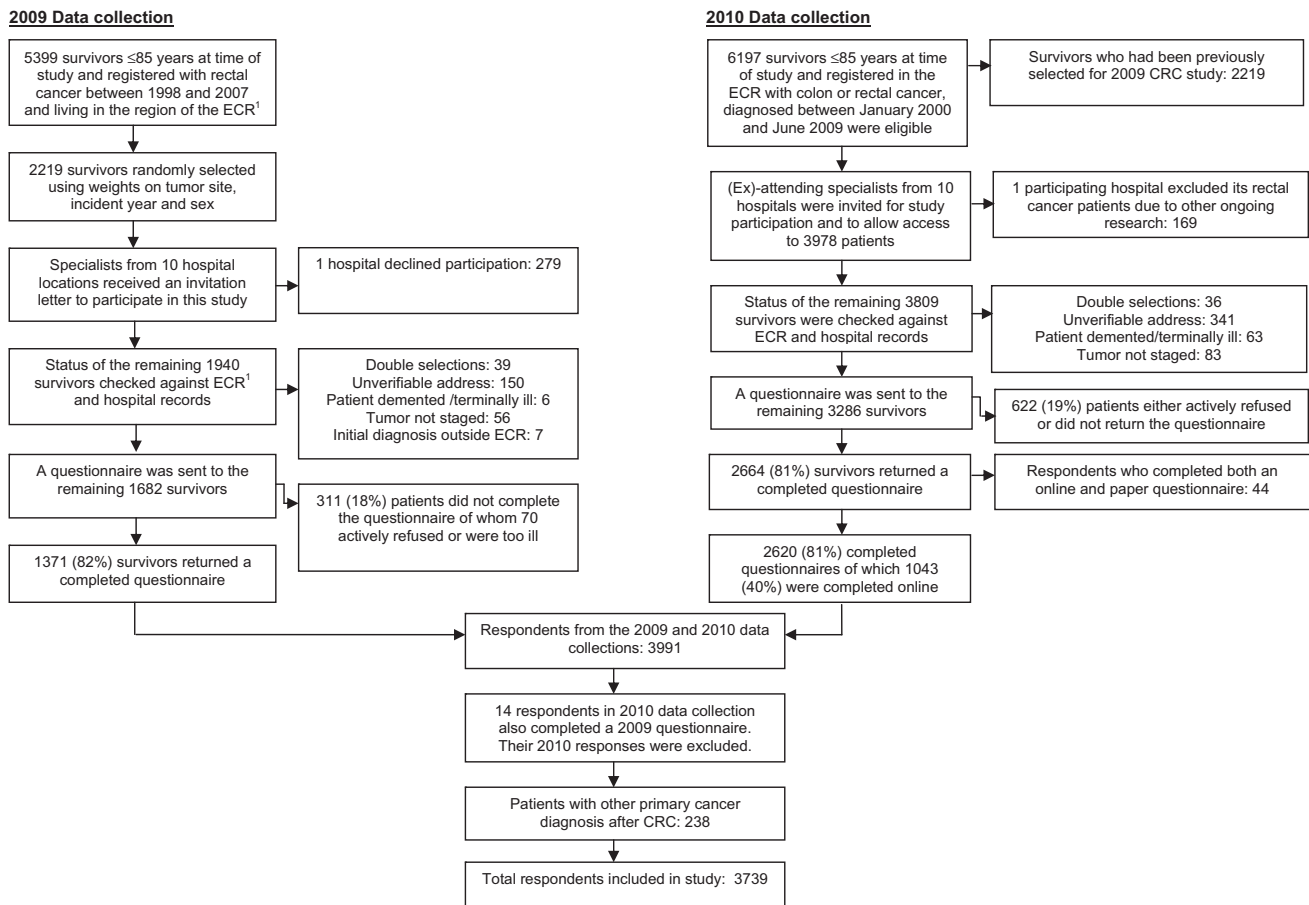 2009 Data collection
5399 survivors ≤85 years at time of
study and registered with rectal
cancer between 1998 and 2007
and living in the region of the ECR1
2219 survivors randomly selected
using weights on tumor site,
incident year and sex
Specialists from 10 hospital
locations received an invitation
letter to participate in this study
1 hospital declined participation: 279
Status of the remaining 1940
survivors checked against ECR1
and hospital records
Double selections: 39
Unverifiable address: 150
Patient demented /terminally ill: 6
Tumor not staged: 56
Initial diagnosis outside ECR: 7
A questionnaire was sent to the
remaining 1682 survivors
311 (18%) patients did not complete
the questionnaire of whom 70
actively refused or were too ill
1371 (82%) survivors returned a
completed questionnaire
2010 Data collection
6197 survivors ≤85 years at time
of study and registered in the
ECR with colon or rectal cancer,
diagnosed between January 2000
and June 2009 were eligible
Survivors who had been previously
selected for 2009 CRC study: 2219
(Ex)-attending specialists from 10
hospitals were invited for study
participation and to allow access
to 3978 patients
1 participating hospital excluded its rectal
cancer patients due to other ongoing
research: 169
Status of the remaining 3809
survivors were checked against
ECR and hospital records
Double selections: 36
Unverifiable address: 341
Patient demented/terminally ill: 63
Tumor not staged: 83
A questionnaire was sent to the
remaining 3286 survivors
622 (19%) patients either actively refused
or did not return the questionnaire
2664 (81%) survivors returned a
completed questionnaire
Respondents who completed both an
online and paper questionnaire: 44
2620 (81%) completed
questionnaires of which 1043
(40%) were completed online
Respondents from the 2009 and 2010 data
collections: 3991
14 respondents in 2010 data collection
also completed a 2009 questionnaire.
Their 2010 responses were excluded.
Patients with other primary cancer
diagnosis after CRC: 238
Total respondents included in study: 3739